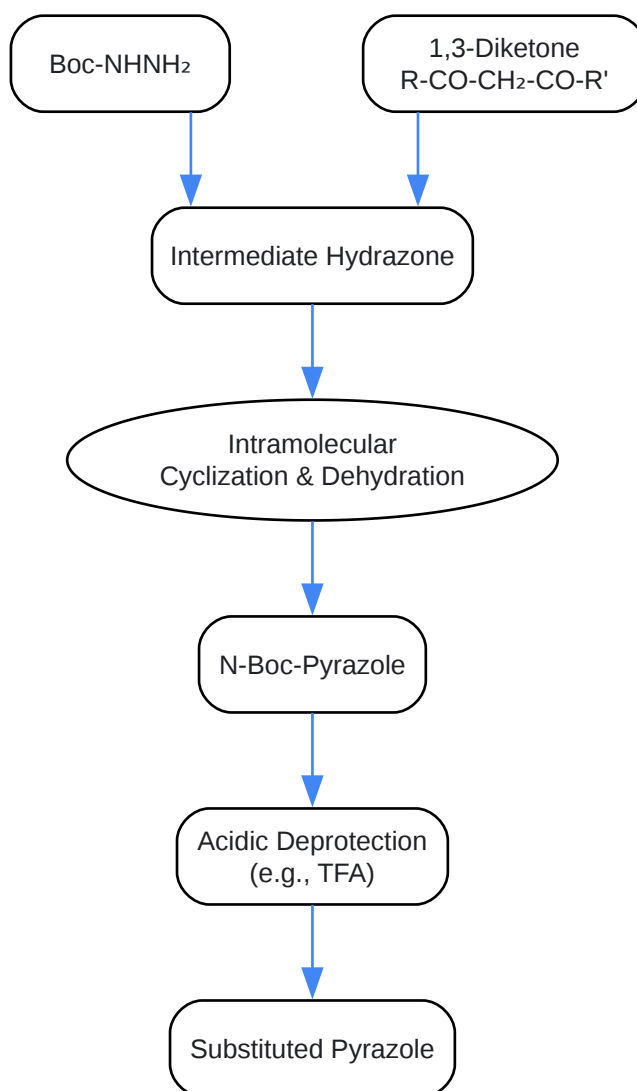 Boc-NHNH₂
1,3-Diketone
R-CO-CH₂-CO-R'
Intermediate Hydrazone
Intramolecular
Cyclization & Dehydration
N-Boc-Pyrazole
Acidic Deprotection
(e.g., TFA)
Substituted Pyrazole